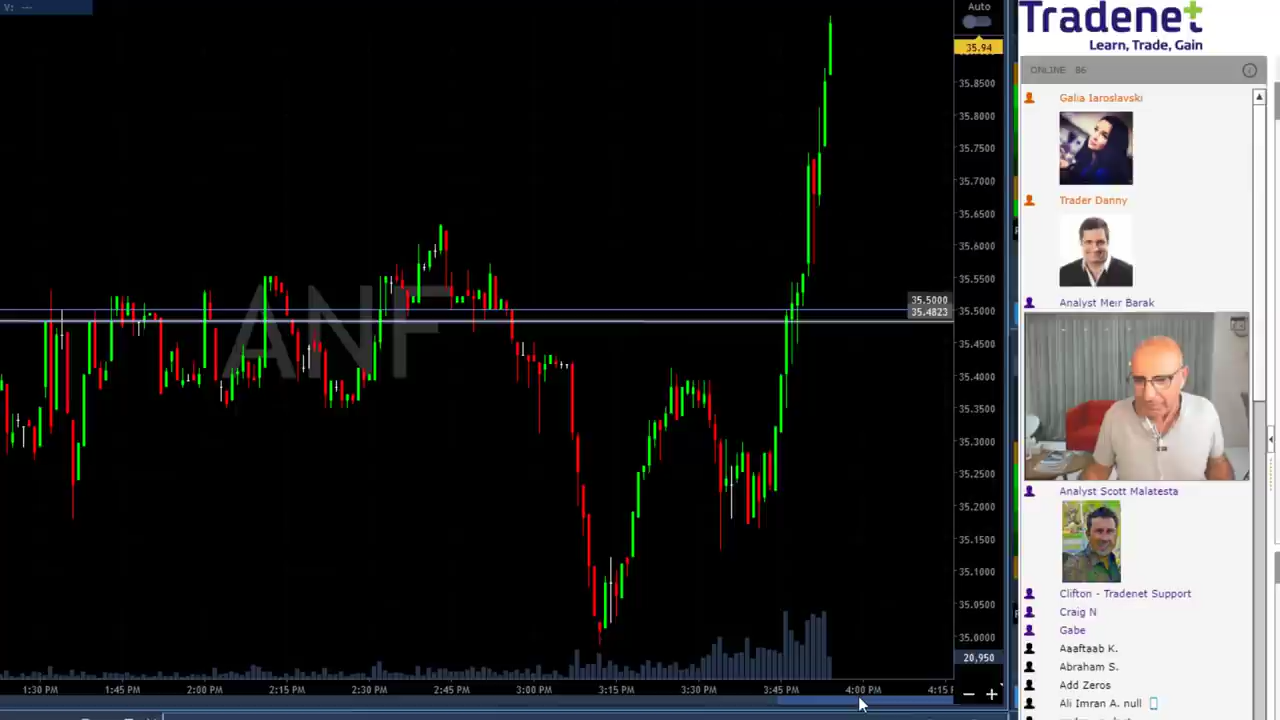 V: ---
Auto
35.94
35.8500
35.8000
35.7500
35.7000
35.6500
35.6000
35.5500
35.5000
35.4823
35.5000
35.4500
35.4000
35.3500
35.3000
35.2500
35.2000
35.1500
35.1000
35.0500
35.0000
20,950
ANF
1:30 PM
1:45 PM
2:00 PM
2:15 PM
2:30 PM
2:45 PM
3:00 PM
3:15 PM
3:30 PM
3:45 PM
4:00 PM
4:15 P
Tradenet
Learn, Trade, Gain
ONLINE 86
Galia Iaroslavski
Trader Danny
Analyst Meir Barak
Analyst Scott Malatesta
Clifton - Tradenet Support
Craig N
Gabe
Aaaftaab K.
Abraham S.
Add Zeros
Ali Imran A. null